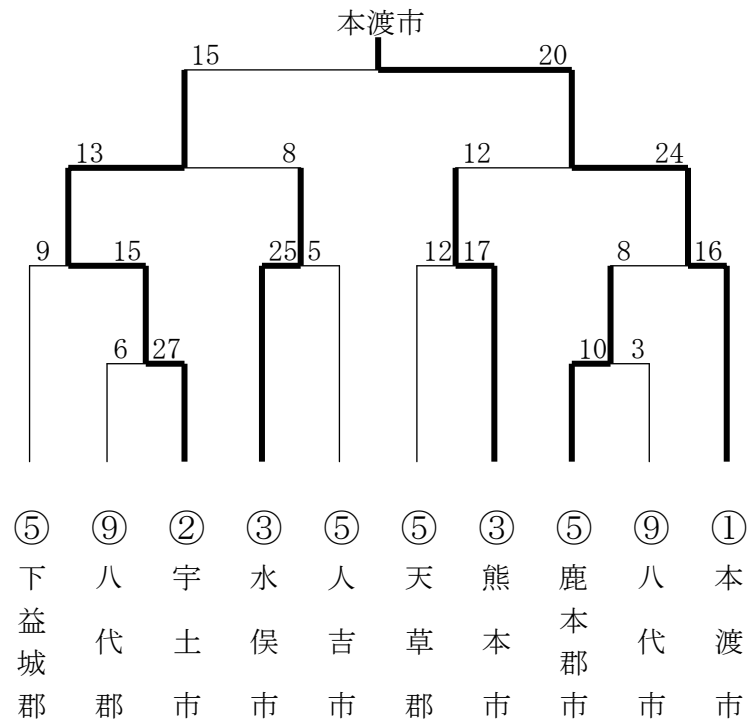 本渡市
15 20
13 8 12 24
9 15 25 5 12 17 8 16
6 27 10 3
⑤ ⑨ ② ③ ⑤ ⑤ ③ ⑤ ⑨ ①
下益城郡
八代郡
宇土市
水俣市
人吉市
天草郡
熊本市
鹿本郡市
八代市
本渡市